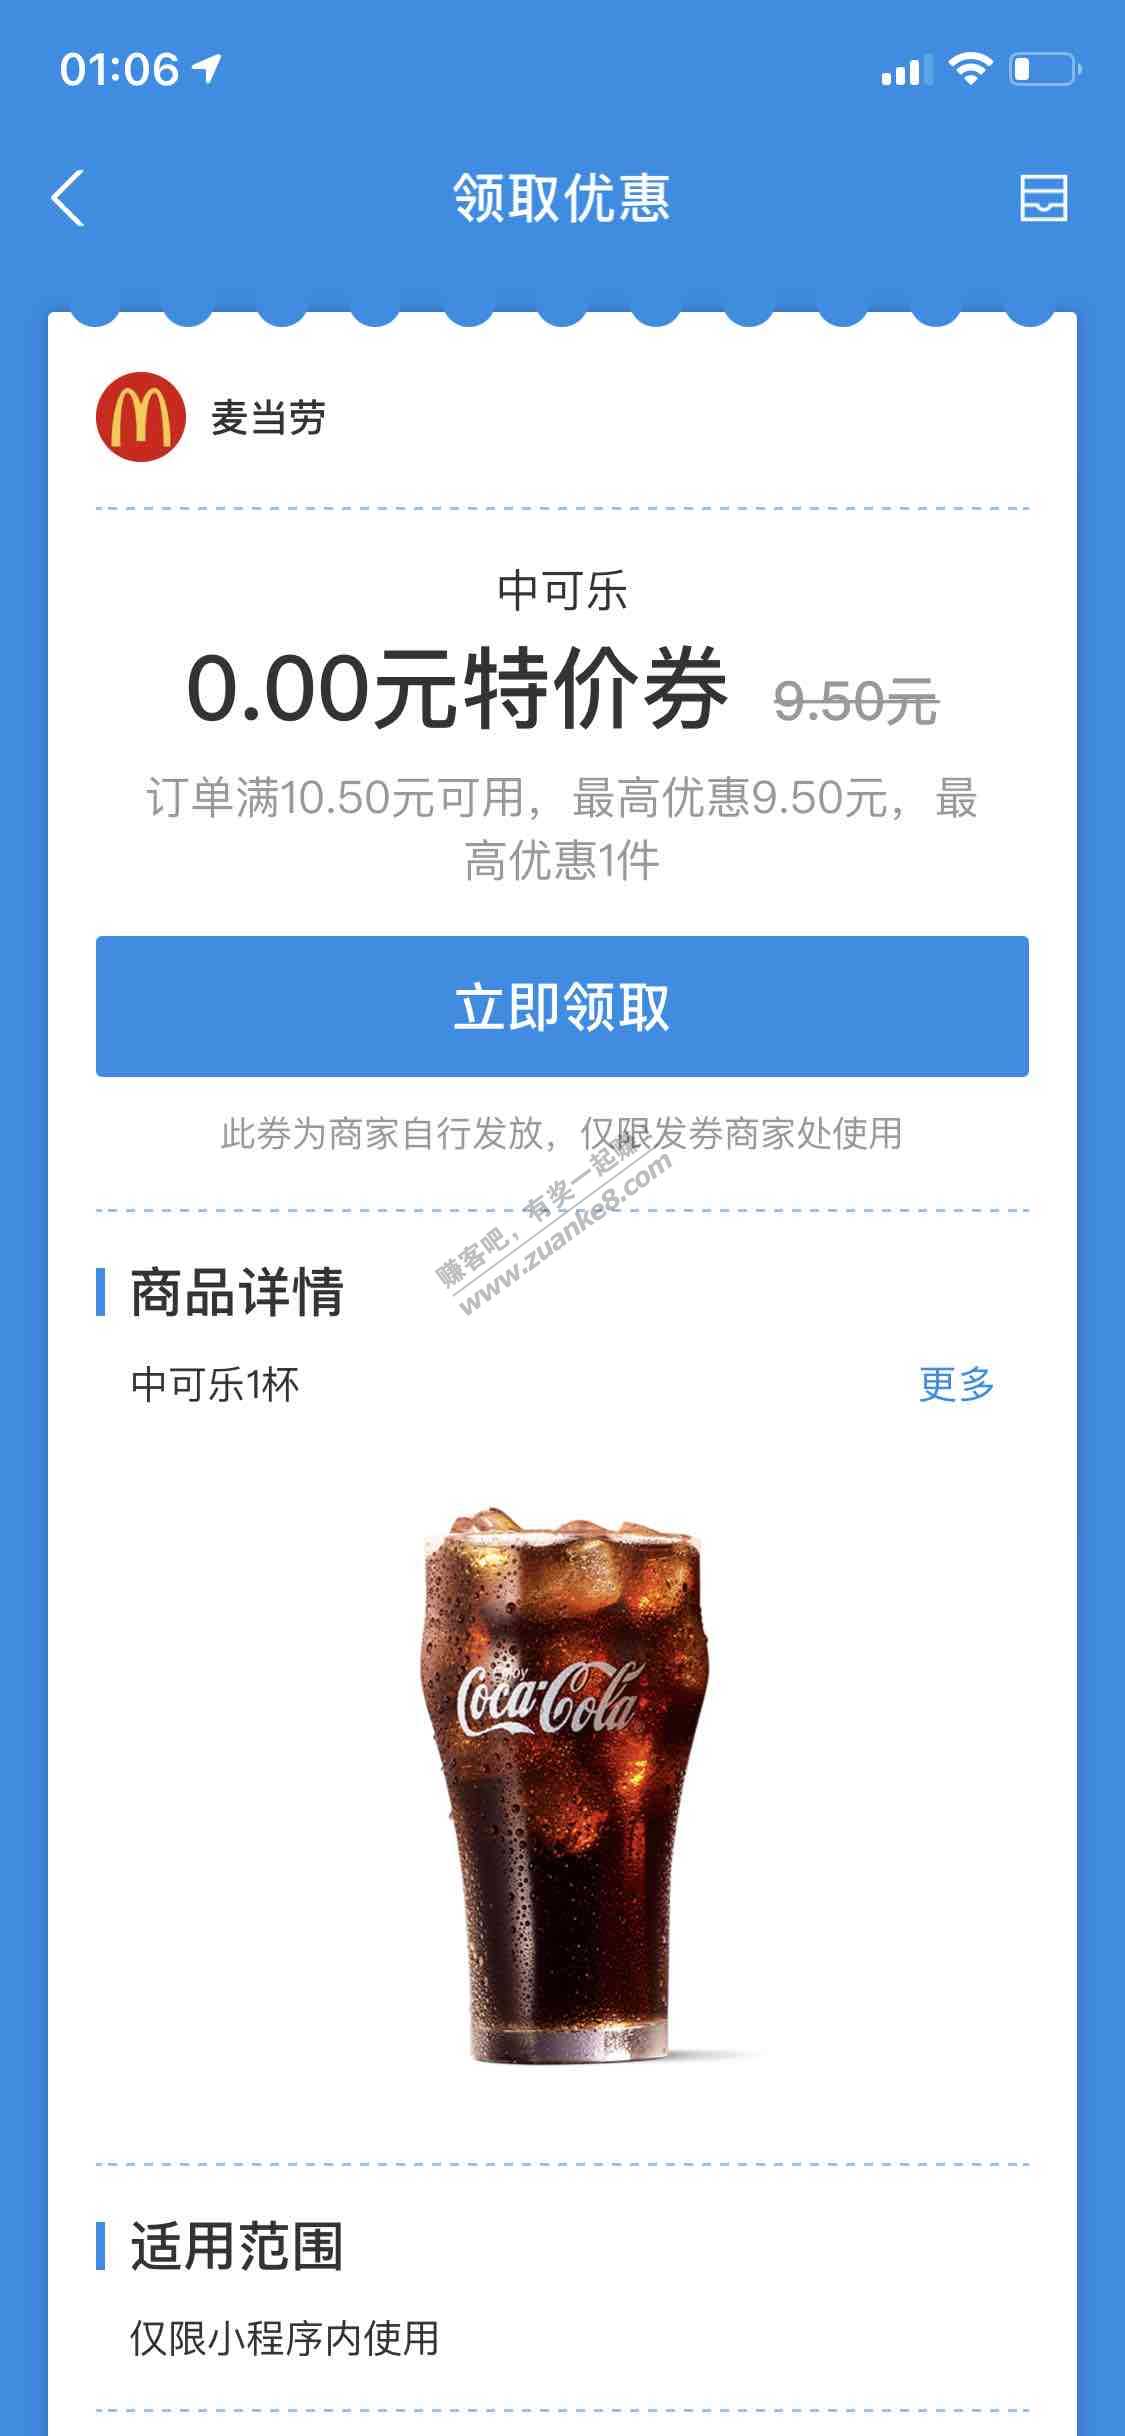 01:06
领取优惠
麦当劳
中可乐
0.00元特价券 9.50元
订单满10.50元可用，最高优惠9.50元，最
高优惠1件
立即领取
此券为商家自行发放，仅限发券商家处使用
赚客吧，有奖一起赚！
www.zuanke8.com
商品详情
中可乐1杯 更多
Enjoy
Coca-Cola
适用范围
仅限小程序内使用